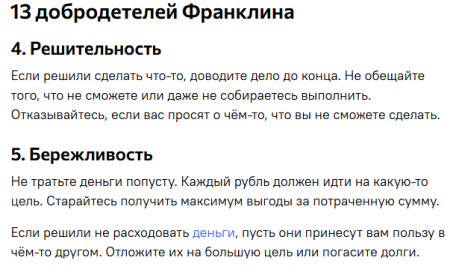 13 добродетелей Франклина
4. Решительность
Если решили сделать что-то, доводите дело до конца. Не обещайте
того, что не сможете или даже не собираетесь выполнить.
Отказывайтесь, если вас просят о чём-то, что вы не сможете сделать.
5. Бережливость
Не тратьте деньги попусту. Каждый рубль должен идти на какую-то
цель. Старайтесь получить максимум выгоды за потраченную сумму.
Если решили не расходовать деньги, пусть они принесут вам пользу в
чём-то другом. Отложите их на большую цель или погасите долги.